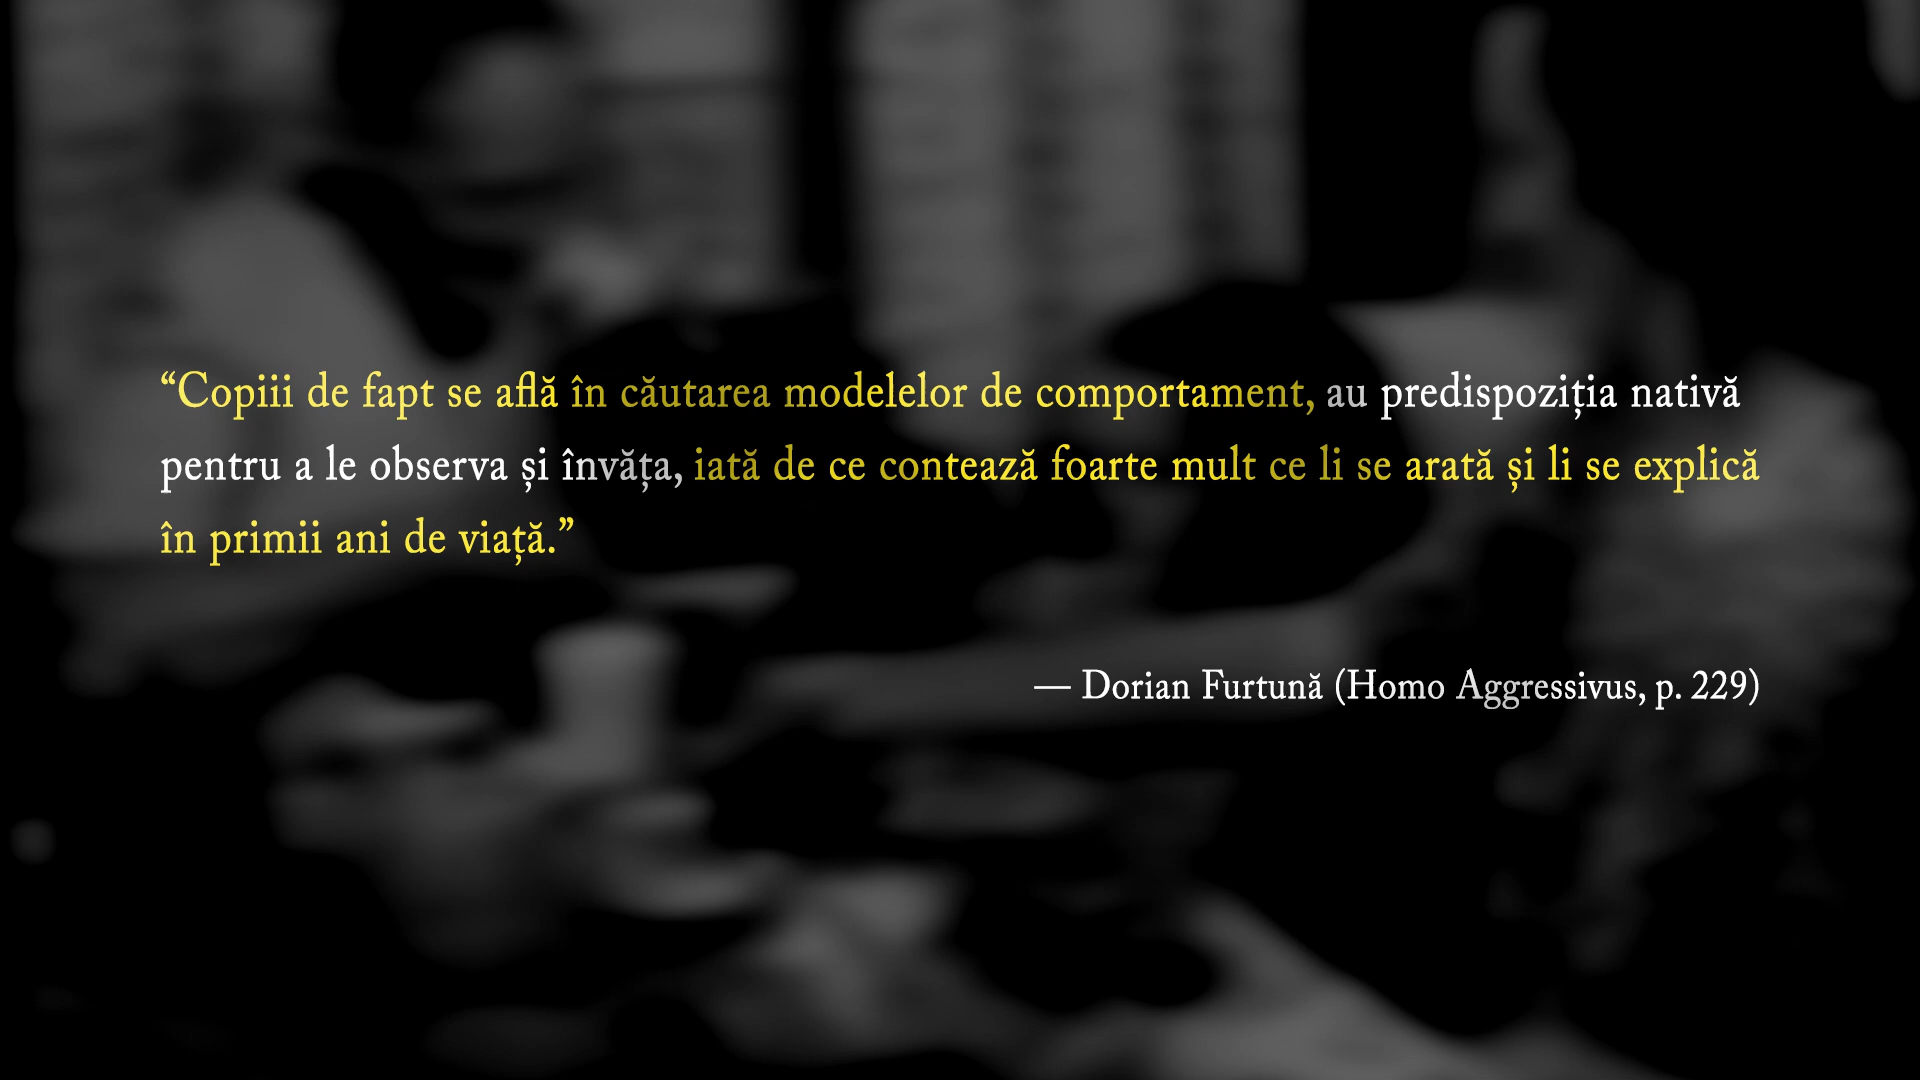 “Copiii de fapt se află în căutarea modelelor de comportament, au predispoziția nativă
pentru a le observa și învăța, iată de ce contează foarte mult ce li se arată și li se explică
în primii ani de viață.”
— Dorian Furtună (Homo Aggressivus, p. 229)